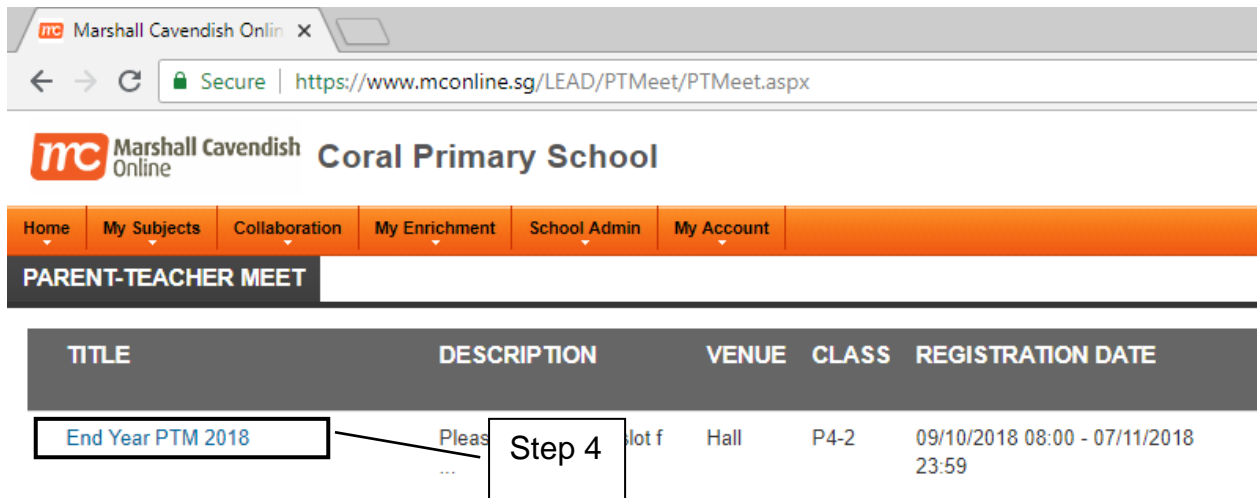 mc Marshall Cavendish Onlin
Secure | https://www.mconline.sg/LEAD/PTMeet/PTMeet.aspx
mc Marshall Cavendish Online Coral Primary School
Home My Subjects Collaboration My Enrichment School Admin My Account
PARENT-TEACHER MEET
TITLE DESCRIPTION VENUE CLASS REGISTRATION DATE
End Year PTM 2018 Pleas slot f Hall P4-2 09/10/2018 08:00 - 07/11/2018
... 23:59
Step 4